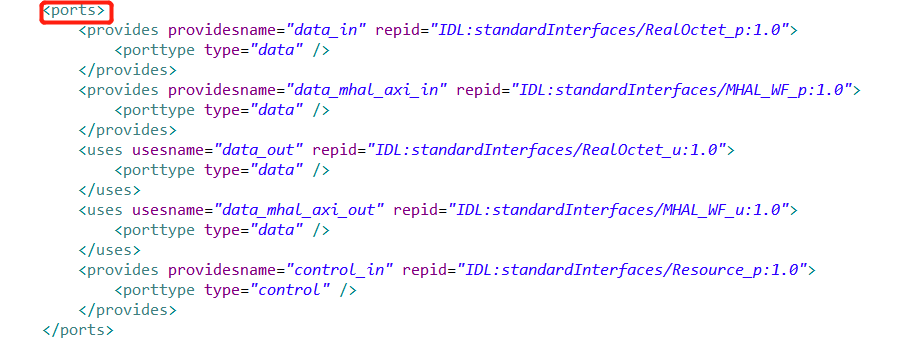 <ports>
<provides providesname="data_in" repid="IDL:standardInterfaces/RealOctet_p:1.0">
<porttype type="data" />
</provides>
<provides providesname="data_mhal_axi_in" repid="IDL:standardInterfaces/MHAL_WF_p:1.0">
<porttype type="data" />
</provides>
<uses usesname="data_out" repid="IDL:standardInterfaces/RealOctet_u:1.0">
<porttype type="data" />
</uses>
<uses usesname="data_mhal_axi_out" repid="IDL:standardInterfaces/MHAL_WF_u:1.0">
<porttype type="data" />
</uses>
<provides providesname="control_in" repid="IDL:standardInterfaces/Resource_p:1.0">
<porttype type="control" />
</provides>
</ports>